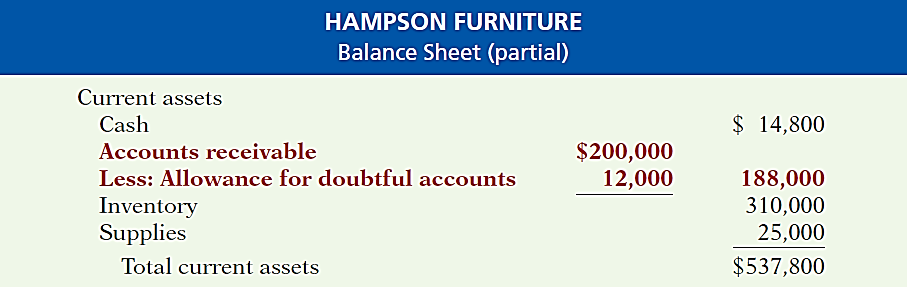 HAMPSON FURNITURE
Balance Sheet (partial)
Current assets
Cash $ 14,800
Accounts receivable $200,000
Less: Allowance for doubtful accounts 12,000 188,000
Inventory 310,000
Supplies 25,000
Total current assets $537,800